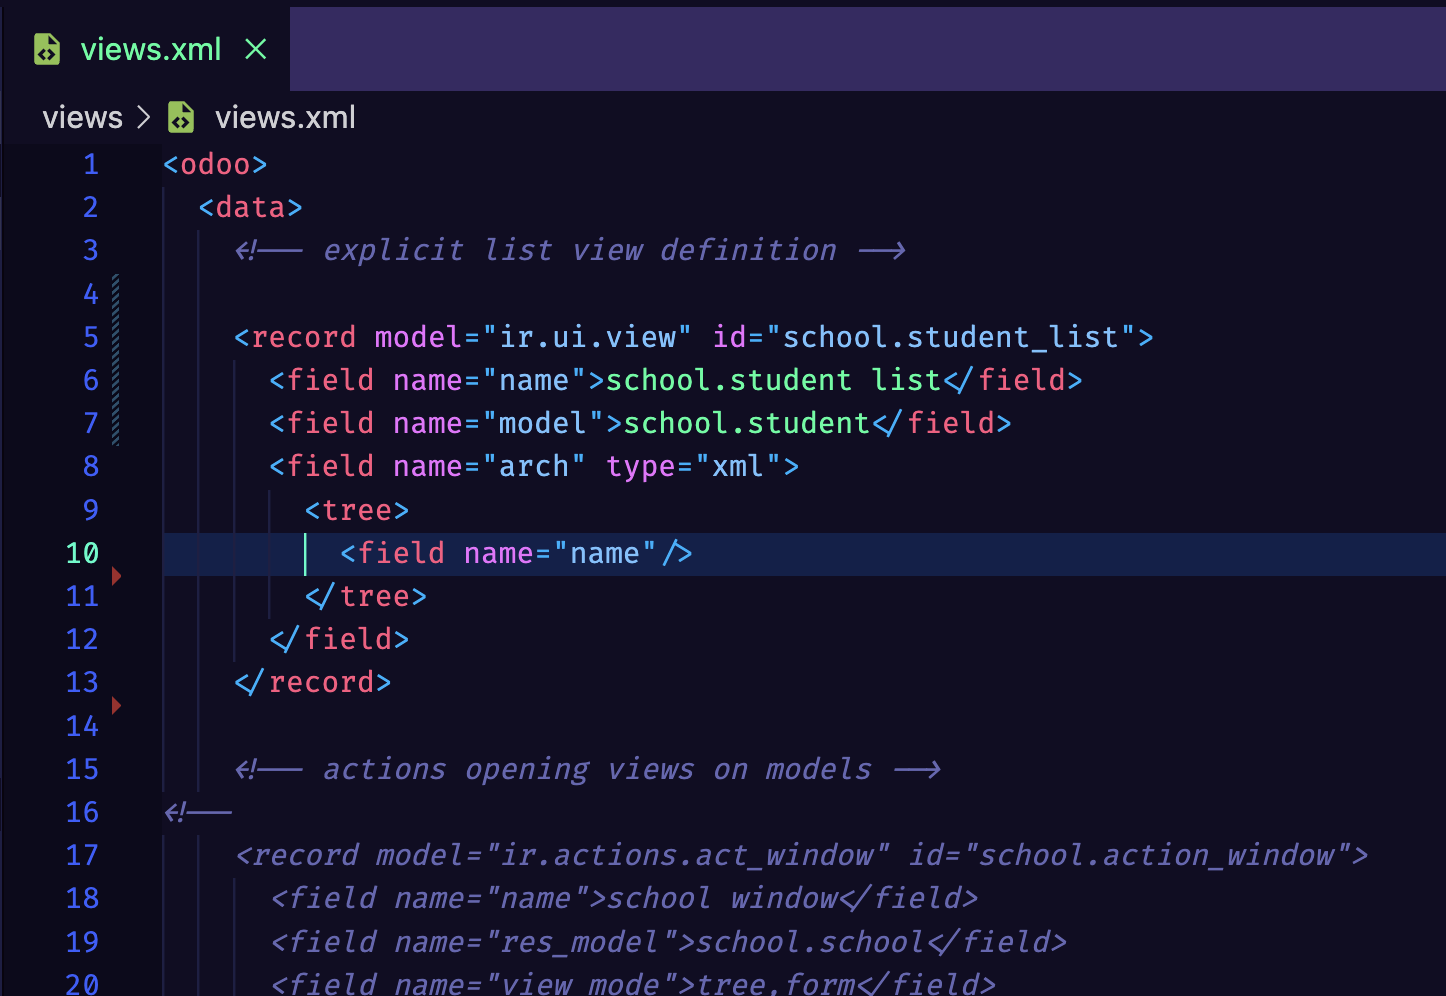 views.xml
views > views.xml
1 <odoo>
2 <data>
3 <!-- explicit list view definition -->
4
5 <record model="ir.ui.view" id="school.student_list">
6 <field name="name">school.student list</field>
7 <field name="model">school.student</field>
8 <field name="arch" type="xml">
9 <tree>
10 <field name="name"/>
11 </tree>
12 </field>
13 </record>
14
15 <!-- actions opening views on models -->
16 <!--
17 <record model="ir.actions.act_window" id="school.action_window">
18 <field name="name">school window</field>
19 <field name="res_model">school.school</field>
20 <field name="view_mode">tree,form</field>